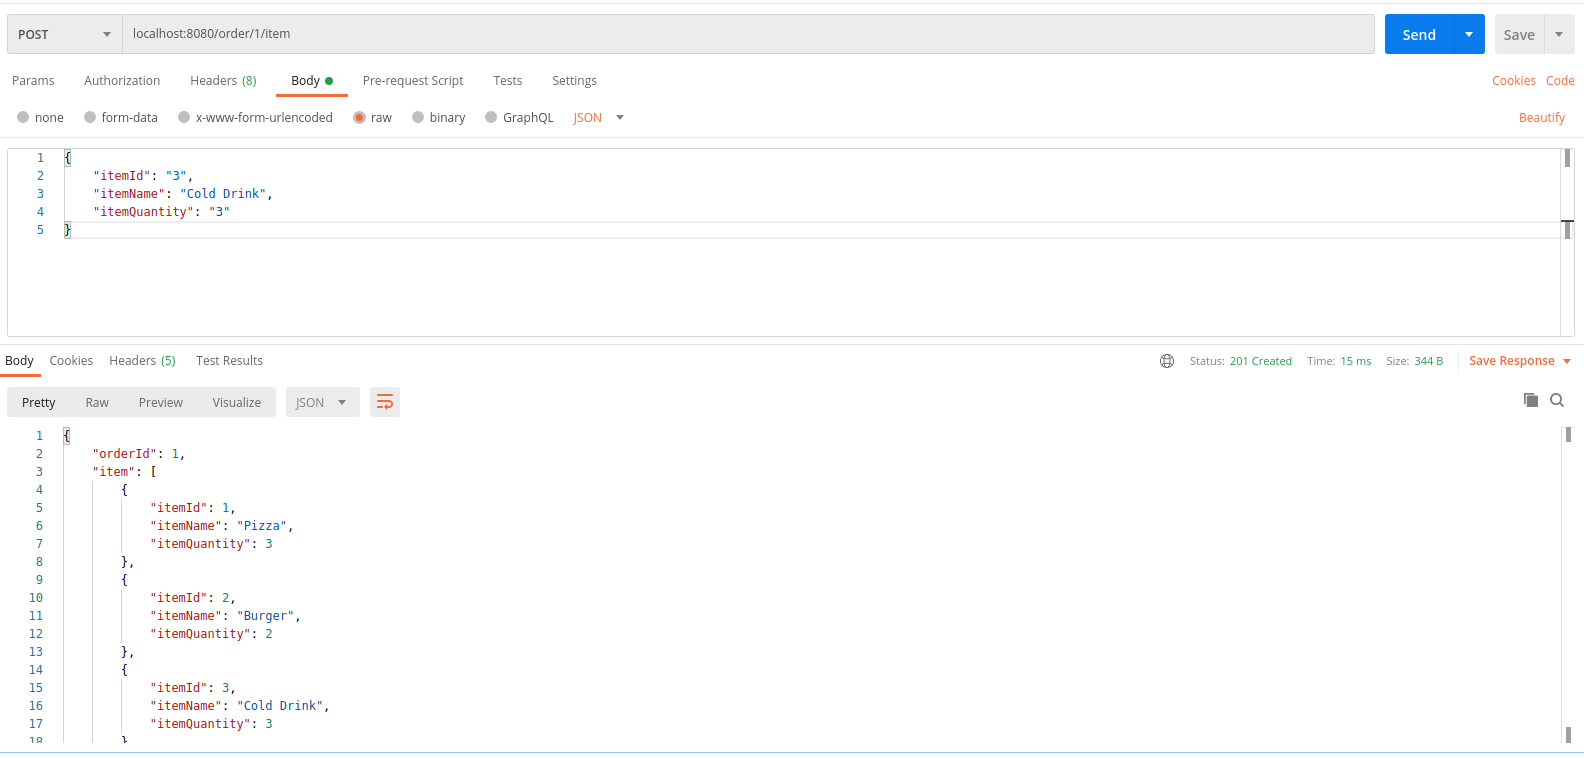 POST localhost:8080/order/1/item Send Save
Params Authorization Headers (8) Body Pre-request Script Tests Settings Cookies Code
none form-data x-www-form-urlencoded raw binary GraphQL JSON Beautify
1 {
2 "itemId": "3",
3 "itemName": "Cold Drink",
4 "itemQuantity": "3"
5 }
Body Cookies Headers (5) Test Results Status: 201 Created Time: 15 ms Size: 344 B Save Response
Pretty Raw Preview Visualize JSON
1 {
2 "orderId": 1,
3 "item": [
4 {
5 "itemId": 1,
6 "itemName": "Pizza",
7 "itemQuantity": 3
8 },
9 {
10 "itemId": 2,
11 "itemName": "Burger",
12 "itemQuantity": 2
13 },
14 {
15 "itemId": 3,
16 "itemName": "Cold Drink",
17 "itemQuantity": 3
18 }